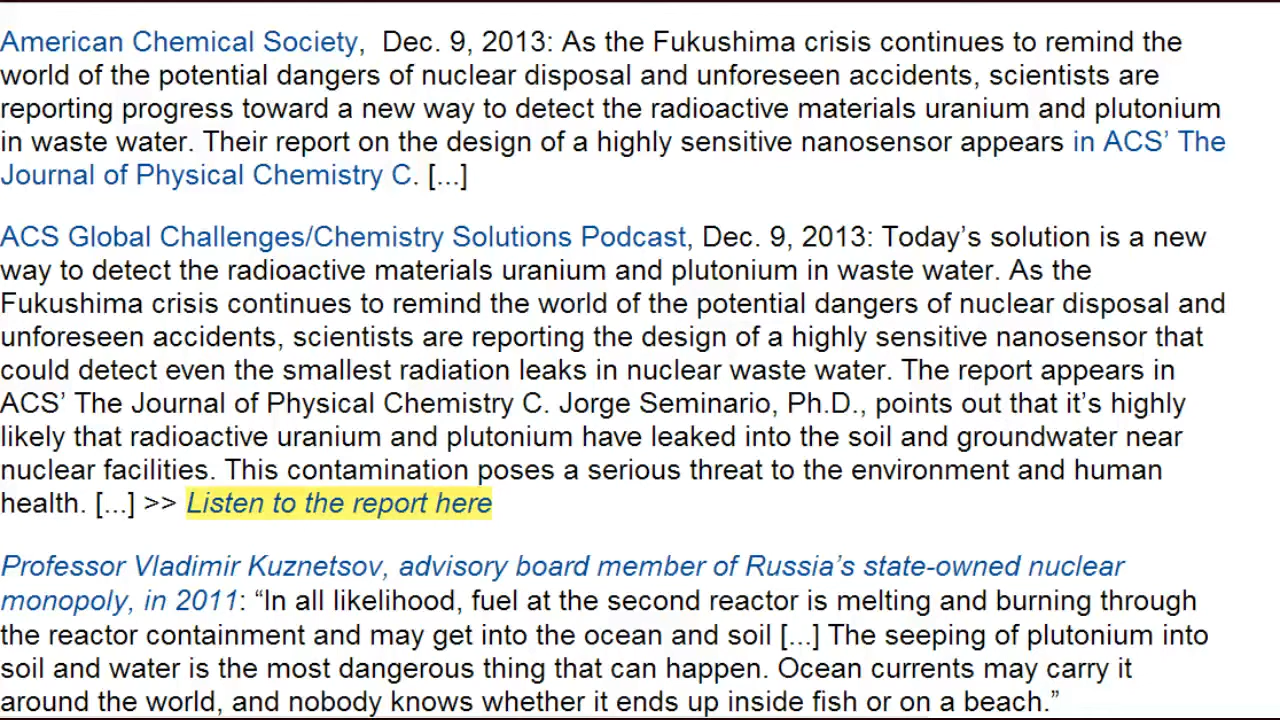 American Chemical Society,  Dec. 9, 2013: As the Fukushima crisis continues to remind the
world of the potential dangers of nuclear disposal and unforeseen accidents, scientists are
reporting progress toward a new way to detect the radioactive materials uranium and plutonium
in waste water. Their report on the design of a highly sensitive nanosensor appears in ACS’ The
Journal of Physical Chemistry C. [...]
ACS Global Challenges/Chemistry Solutions Podcast, Dec. 9, 2013: Today’s solution is a new
way to detect the radioactive materials uranium and plutonium in waste water. As the
Fukushima crisis continues to remind the world of the potential dangers of nuclear disposal and
unforeseen accidents, scientists are reporting the design of a highly sensitive nanosensor that
could detect even the smallest radiation leaks in nuclear waste water. The report appears in
ACS’ The Journal of Physical Chemistry C. Jorge Seminario, Ph.D., points out that it’s highly
likely that radioactive uranium and plutonium have leaked into the soil and groundwater near
nuclear facilities. This contamination poses a serious threat to the environment and human
health. [...] >> Listen to the report here
Professor Vladimir Kuznetsov, advisory board member of Russia’s state-owned nuclear
monopoly, in 2011: “In all likelihood, fuel at the second reactor is melting and burning through
the reactor containment and may get into the ocean and soil [...] The seeping of plutonium into
soil and water is the most dangerous thing that can happen. Ocean currents may carry it
around the world, and nobody knows whether it ends up inside fish or on a beach.”